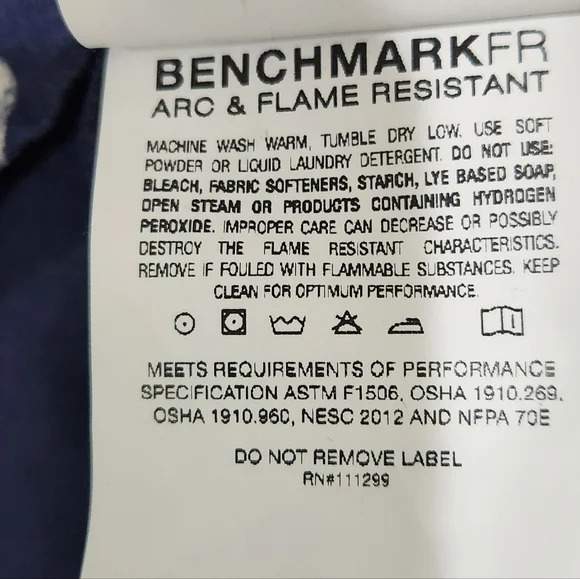 BENCHMARKFR
ARC & FLAME RESISTANT
MACHINE WASH WARM, TUMBLE DRY LOW. USE SOFT
POWDER OR LIQUID LAUNDRY DETERGENT. DO NOT USE:
BLEACH, FABRIC SOFTENERS, STARCH, LYE BASED SOAP,
OPEN STEAM OR PRODUCTS CONTAINING HYDROGEN
PEROXIDE. IMPROPER CARE CAN DECREASE OR POSSIBLY
DESTROY THE FLAME RESISTANT CHARACTERISTICS.
REMOVE IF FOULED WITH FLAMMABLE SUBSTANCES. KEEP
CLEAN FOR OPTIMUM PERFORMANCE.
MEETS REQUIREMENTS OF PERFORMANCE
SPECIFICATION ASTM F1506, OSHA 1910.269,
OSHA 1910.960, NESC 2012 AND NFPA 70E
DO NOT REMOVE LABEL
RN#111299